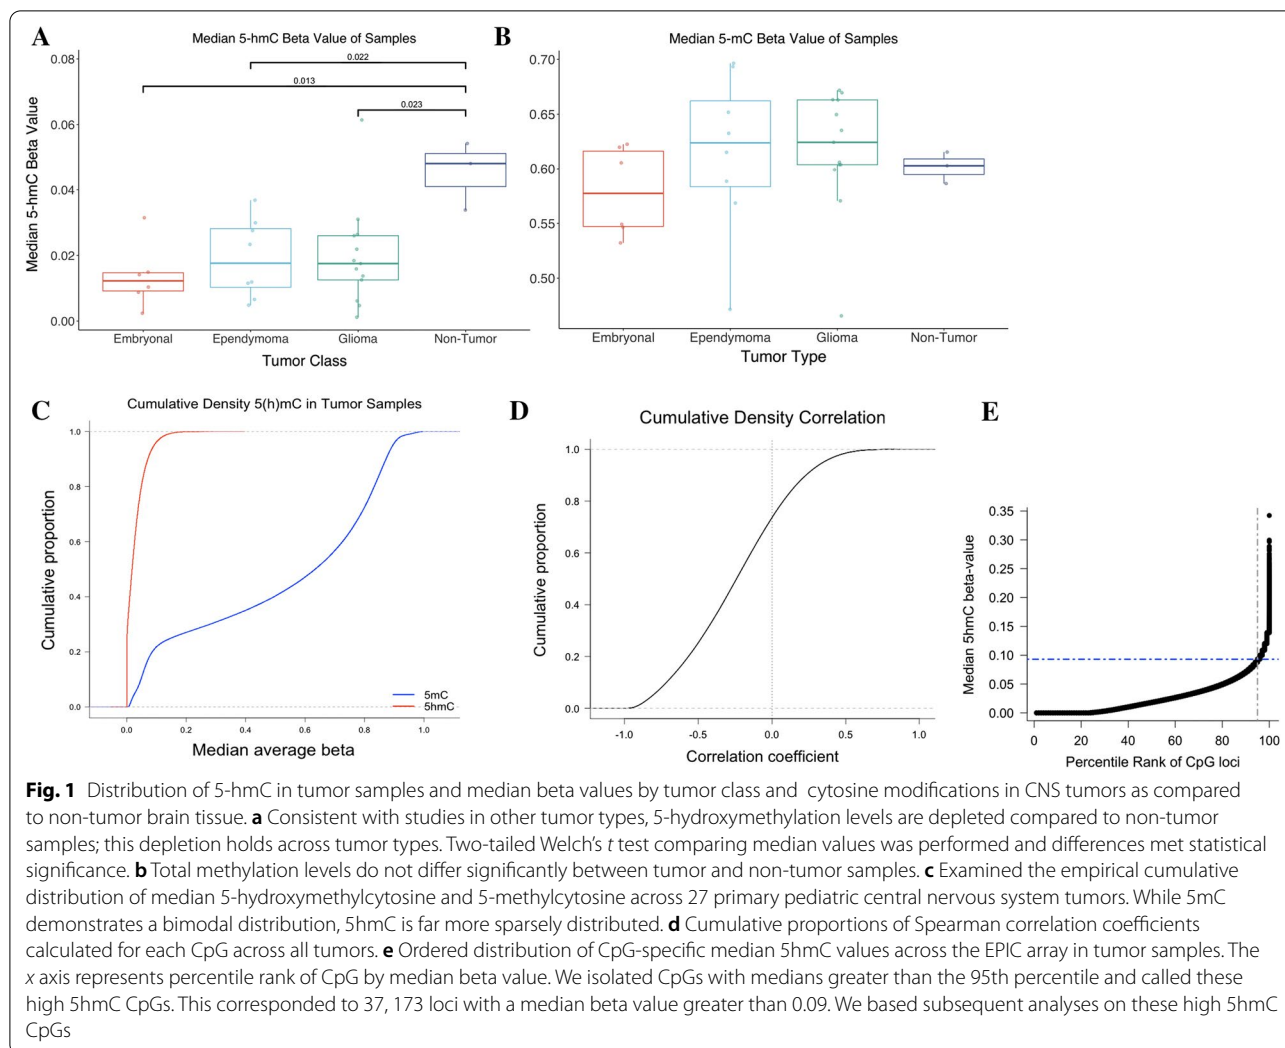 A
Median 5-hmC Beta Value of Samples
0.08
0.06
0.04
0.02
0.00
Median 5-hmC Beta Value
0.022
0.013
0.023
Embryonal Ependymoma Glioma Non-Tumor
Tumor Class
B
Median 5-mC Beta Value of Samples
0.70
0.65
0.60
0.55
0.50
Embryonal Ependymoma Glioma Non-Tumor
Tumor Type
C
Cumulative Density 5(h)mC in Tumor Samples
1.0
0.8
0.6
0.4
0.2
0.0
Cumulative proportion
5mC
5hmC
0.0 0.2 0.4 0.6 0.8 1.0
Median average beta
D
Cumulative Density Correlation
1.0
0.8
0.6
0.4
0.2
0.0
Cumulative proportion
-1.0 -0.5 0.0 0.5 1.0
Correlation coefficient
E
0.35
0.30
0.25
0.20
0.15
0.10
0.05
0.00
Median 5hmC beta-value
0 20 40 60 80 100
Percentile Rank of CpG loci
Fig. 1 Distribution of 5-hmC in tumor samples and median beta values by tumor class and cytosine modifications in CNS tumors as compared
to non-tumor brain tissue. a Consistent with studies in other tumor types, 5-hydroxymethylation levels are depleted compared to non-tumor
samples; this depletion holds across tumor types. Two-tailed Welch's t test comparing median values was performed and differences met statistical
significance. b Total methylation levels do not differ significantly between tumor and non-tumor samples. c Examined the empirical cumulative
distribution of median 5-hydroxymethylcytosine and 5-methylcytosine across 27 primary pediatric central nervous system tumors. While 5mC
demonstrates a bimodal distribution, 5hmC is far more sparsely distributed. d Cumulative proportions of Spearman correlation coefficients
calculated for each CpG across all tumors. e Ordered distribution of CpG-specific median 5hmC values across the EPIC array in tumor samples. The
x axis represents percentile rank of CpG by median beta value. We isolated CpGs with medians greater than the 95th percentile and called these
high 5hmC CpGs. This corresponded to 37, 173 loci with a median beta value greater than 0.09. We based subsequent analyses on these high 5hmC
CpGs